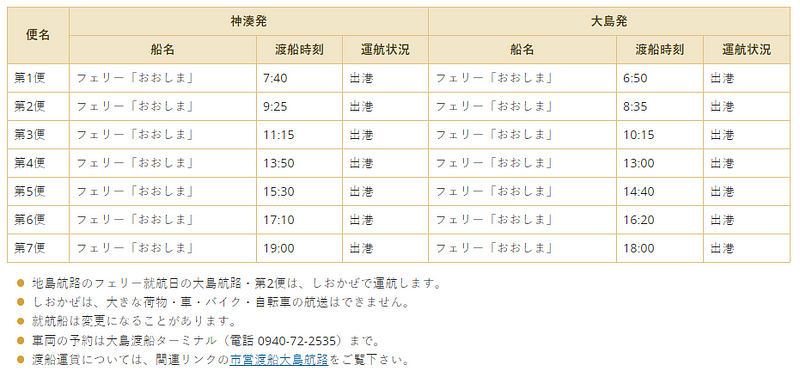 便名 神湊発 大島発
船名 渡船時刻 運航状況 船名 渡船時刻 運航状況
第1便 フェリー「おおしま」 7:40 出港 フェリー「おおしま」 6:50 出港
第2便 フェリー「おおしま」 9:25 出港 フェリー「おおしま」 8:35 出港
第3便 フェリー「おおしま」 11:15 出港 フェリー「おおしま」 10:15 出港
第4便 フェリー「おおしま」 13:50 出港 フェリー「おおしま」 13:00 出港
第5便 フェリー「おおしま」 15:30 出港 フェリー「おおしま」 14:40 出港
第6便 フェリー「おおしま」 17:10 出港 フェリー「おおしま」 16:20 出港
第7便 フェリー「おおしま」 19:00 出港 フェリー「おおしま」 18:00 出港
地島航路のフェリー就航日の大島航路・第2便は、しおかぜで運航します。
しおかぜは、大きな荷物・車・バイク・自転車の航送はできません。
就航船は変更になることがあります。
車両の予約は大島渡船ターミナル（電話 0940-72-2535）まで。
渡船運賃については、関連リンクの市営渡船大島航路をご覧下さい。